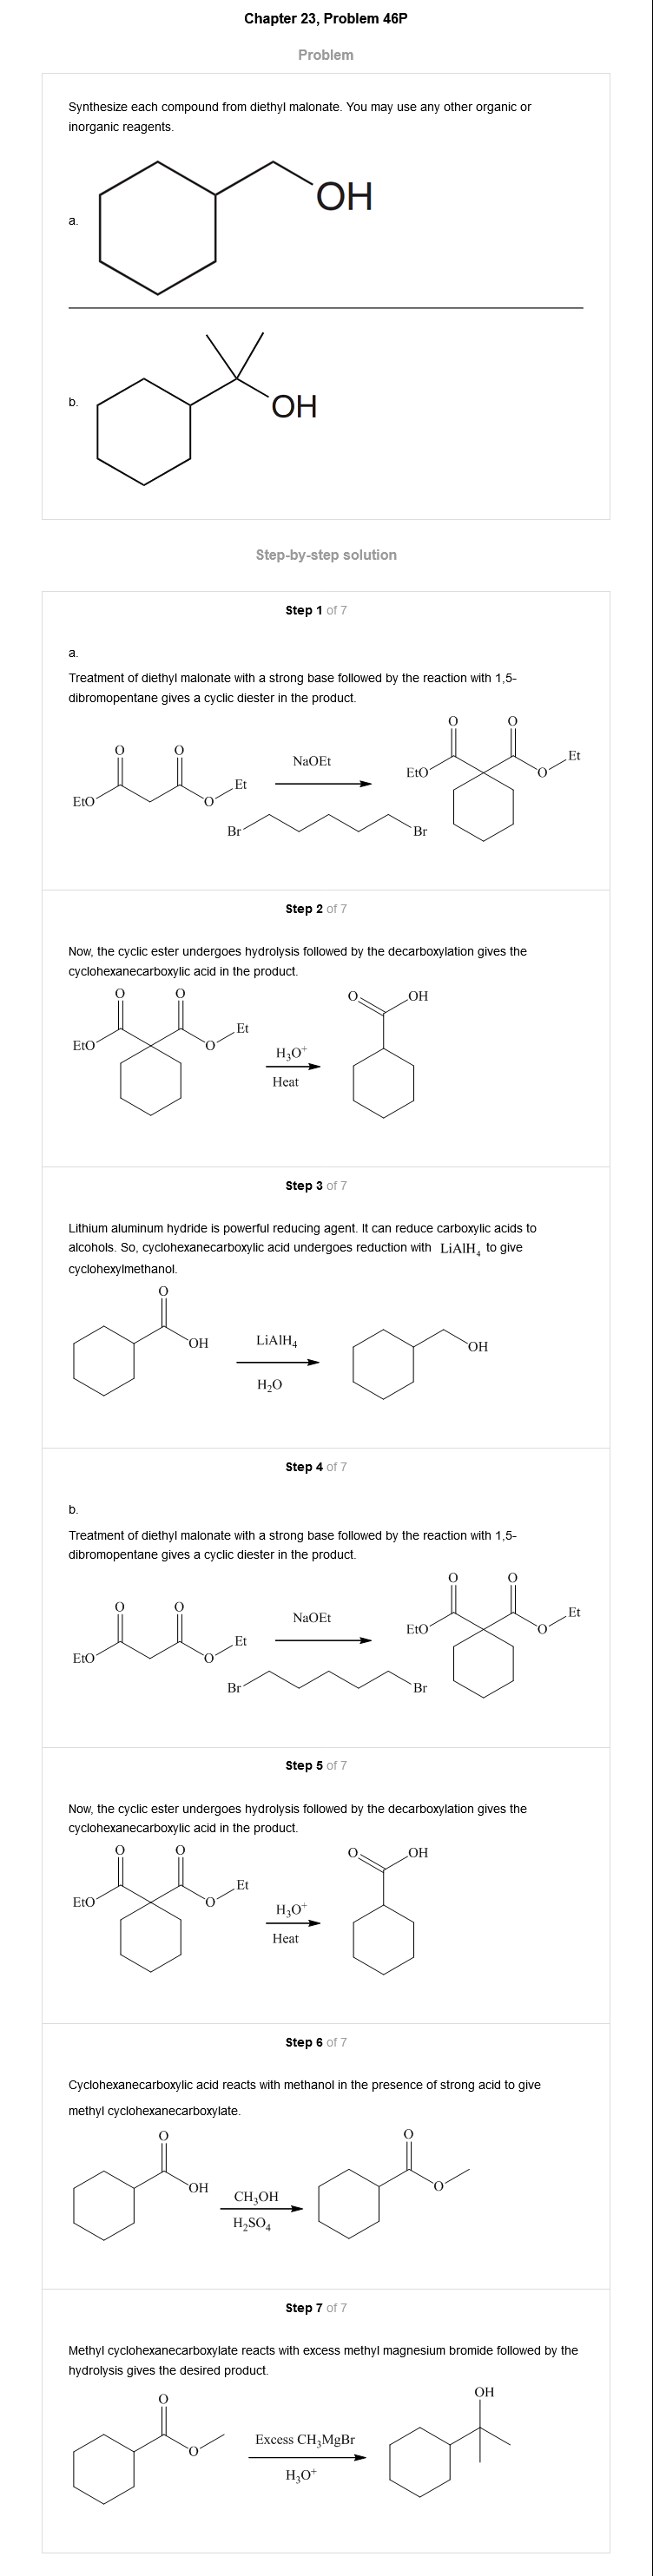 Chapter 23, Problem 46P
Problem
Synthesize each compound from diethyl malonate. You may use any other organic or
inorganic reagents.
OH
a.
b.
OH
Step-by-step solution
Step 1 of 7
a.
Treatment of diethyl malonate with a strong base followed by the reaction with 1,5-
dibromopentane gives a cyclic diester in the product.
O O O O
NaOEt
EtO O Et Br Br EtO O Et
Step 2 of 7
Now, the cyclic ester undergoes hydrolysis followed by the decarboxylation gives the
cyclohexanecarboxylic acid in the product.
O O O OH
EtO O Et
H₃O⁺
Heat
Step 3 of 7
Lithium aluminum hydride is powerful reducing agent. It can reduce carboxylic acids to
alcohols. So, cyclohexanecarboxylic acid undergoes reduction with LiAlH₄ to give
cyclohexylmethanol.
O
OH LiAlH₄ OH
H₂O
Step 4 of 7
b.
Treatment of diethyl malonate with a strong base followed by the reaction with 1,5-
dibromopentane gives a cyclic diester in the product.
O O O O
NaOEt
EtO O Et Br Br EtO O Et
Step 5 of 7
Now, the cyclic ester undergoes hydrolysis followed by the decarboxylation gives the
cyclohexanecarboxylic acid in the product.
O O O OH
EtO O Et
H₃O⁺
Heat
Step 6 of 7
Cyclohexanecarboxylic acid reacts with methanol in the presence of strong acid to give
methyl cyclohexanecarboxylate.
O O
OH CH₃OH O
H₂SO₄
Step 7 of 7
Methyl cyclohexanecarboxylate reacts with excess methyl magnesium bromide followed by the
hydrolysis gives the desired product.
O OH
O Excess CH₃MgBr
H₃O⁺